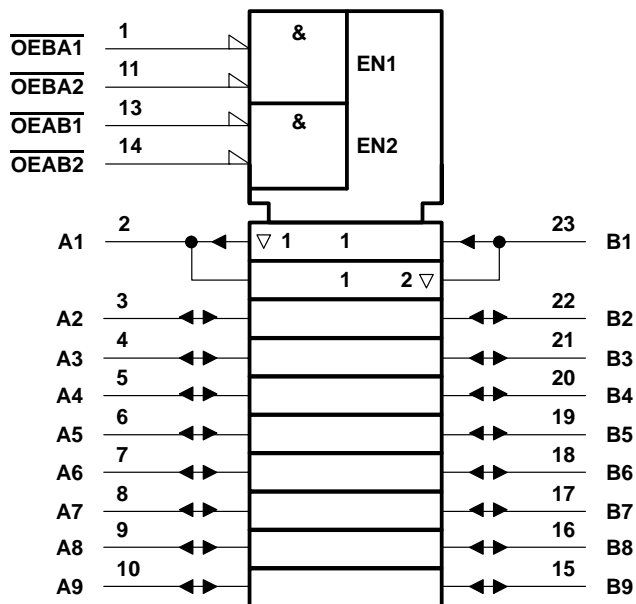 OEBA1 1 &
OEBA2 11 EN1
OEAB1 13 &
OEAB2 14 EN2
A1 2 ▽ 1 1 23 B1
1 2 ▽
A2 3 22 B2
A3 4 21 B3
A4 5 20 B4
A5 6 19 B5
A6 7 18 B6
A7 8 17 B7
A8 9 16 B8
A9 10 15 B9